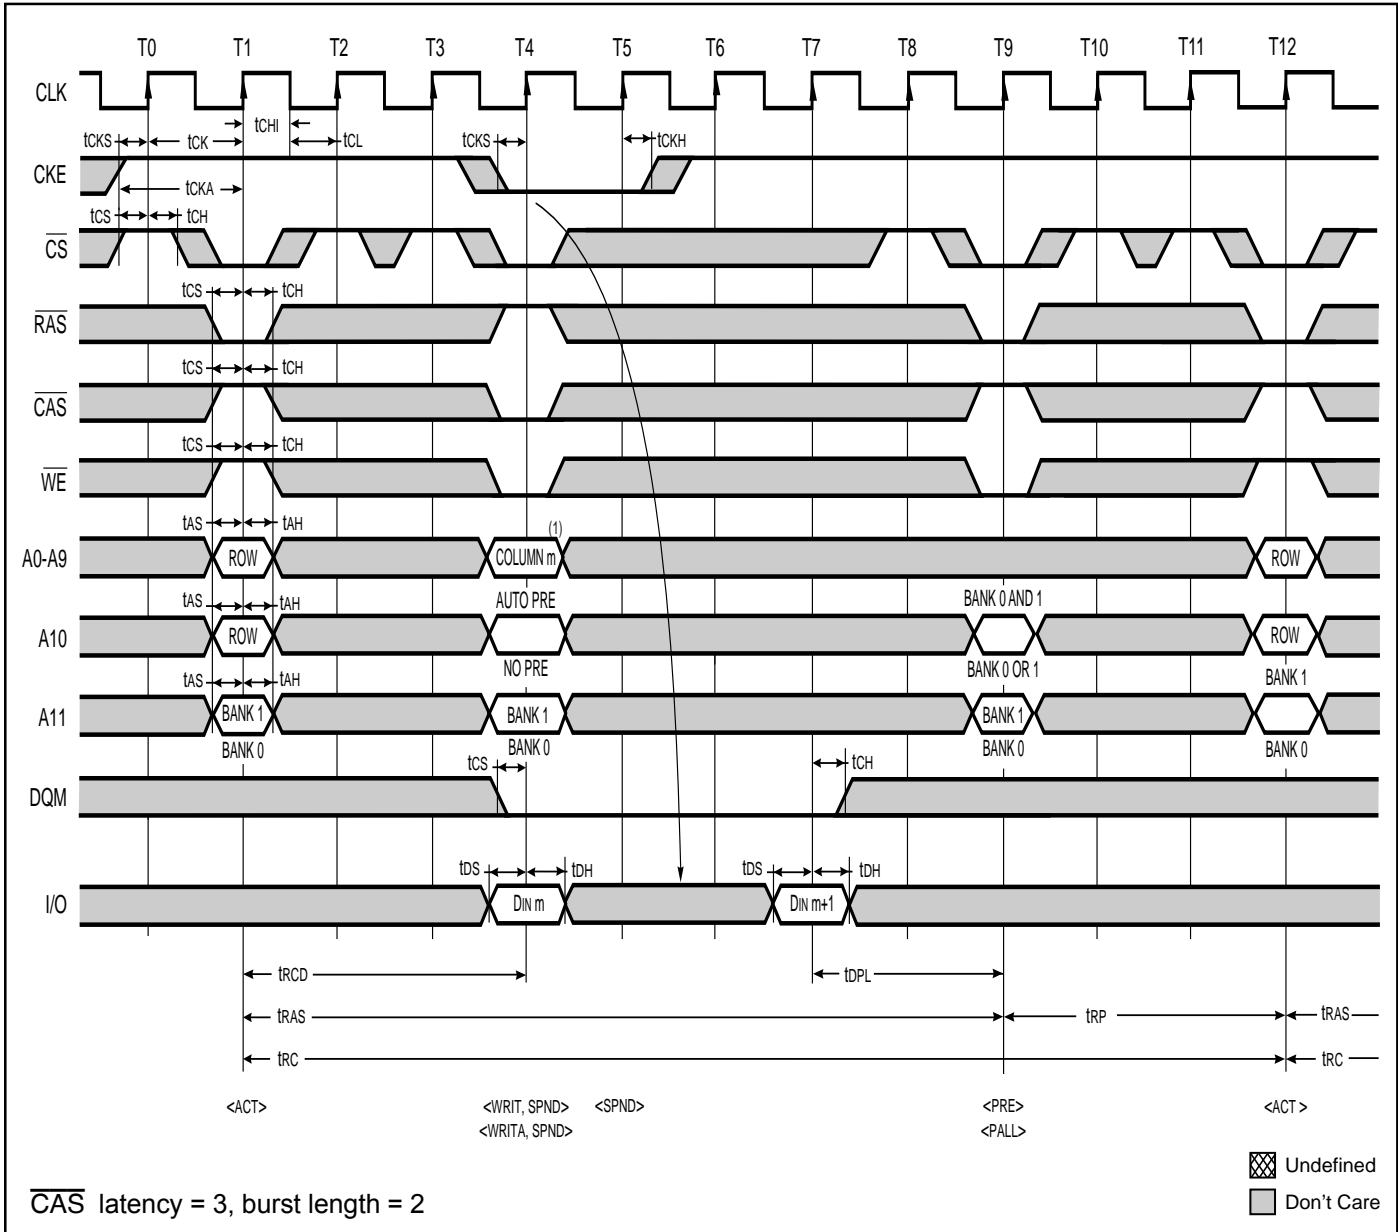 T0 T1 T2 T3 T4 T5 T6 T7 T8 T9 T10 T11 T12
CLK
tCHI
tCKS tCK tCL tCKS tCKH
CKE
tCKA
tCS tCH
CS
tCS tCH
RAS
tCS tCH
CAS
tCS tCH
WE
tAS tAH (1)
A0-A9 ROW COLUMN m ROW
tAS tAH AUTO PRE BANK 0 AND 1
A10 ROW ROW
NO PRE BANK 0 OR 1 BANK 1
tAS tAH
A11 BANK 1 BANK 1 BANK 1
BANK 0 BANK 0 BANK 0 BANK 0
tCS tCH
DQM
tDS tDH tDS tDH
I/O DIN m DIN m+1
tRCD tDPL
tRAS tRP tRAS
tRC tRC
<ACT> <WRIT, SPND> <SPND> <PRE> <ACT >
<WRITA, SPND> <PALL>
Undefined
CAS latency = 3, burst length = 2
Don't Care